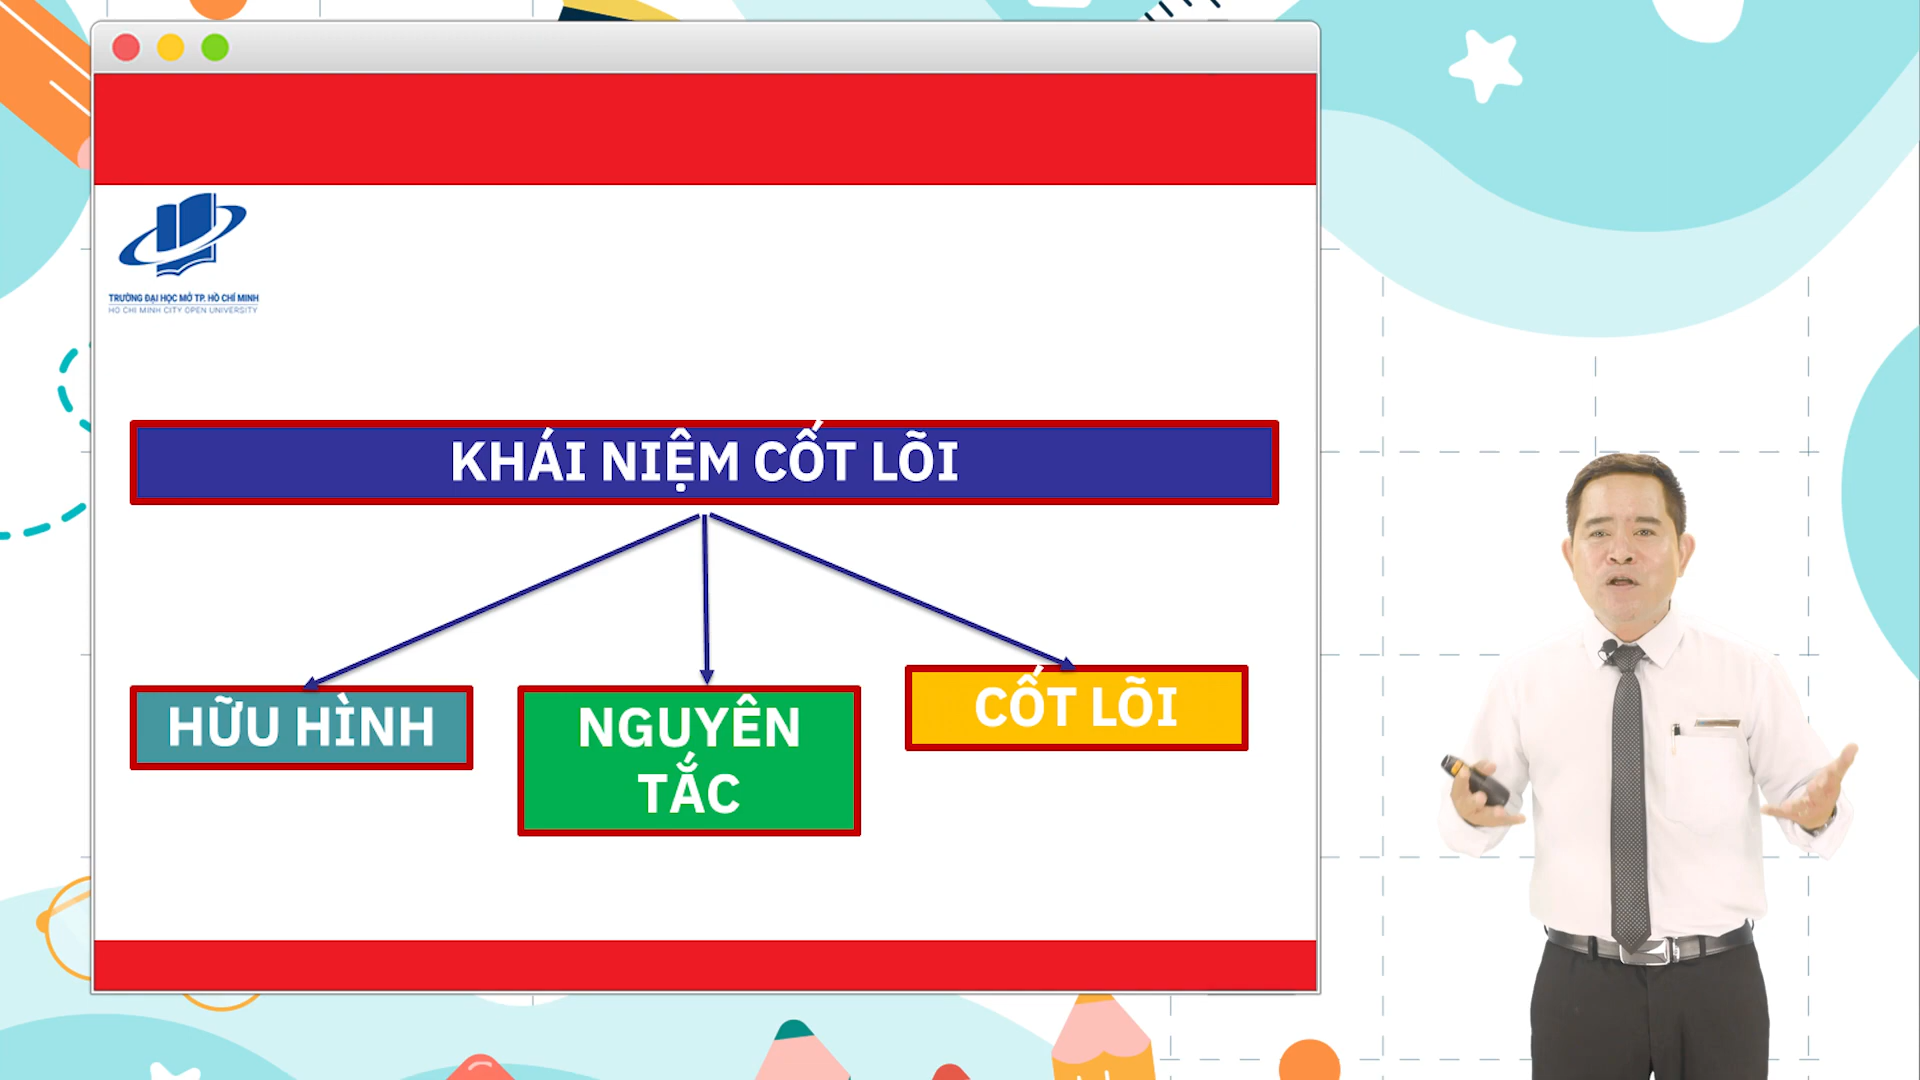 TRƯỜNG ĐẠI HỌC MỞ TP. HỒ CHÍ MINH
HO CHI MINH CITY OPEN UNIVERSITY
KHÁI NIỆM CỐT LÕI
HỮU HÌNH
NGUYÊN
TẮC
CỐT LÕI